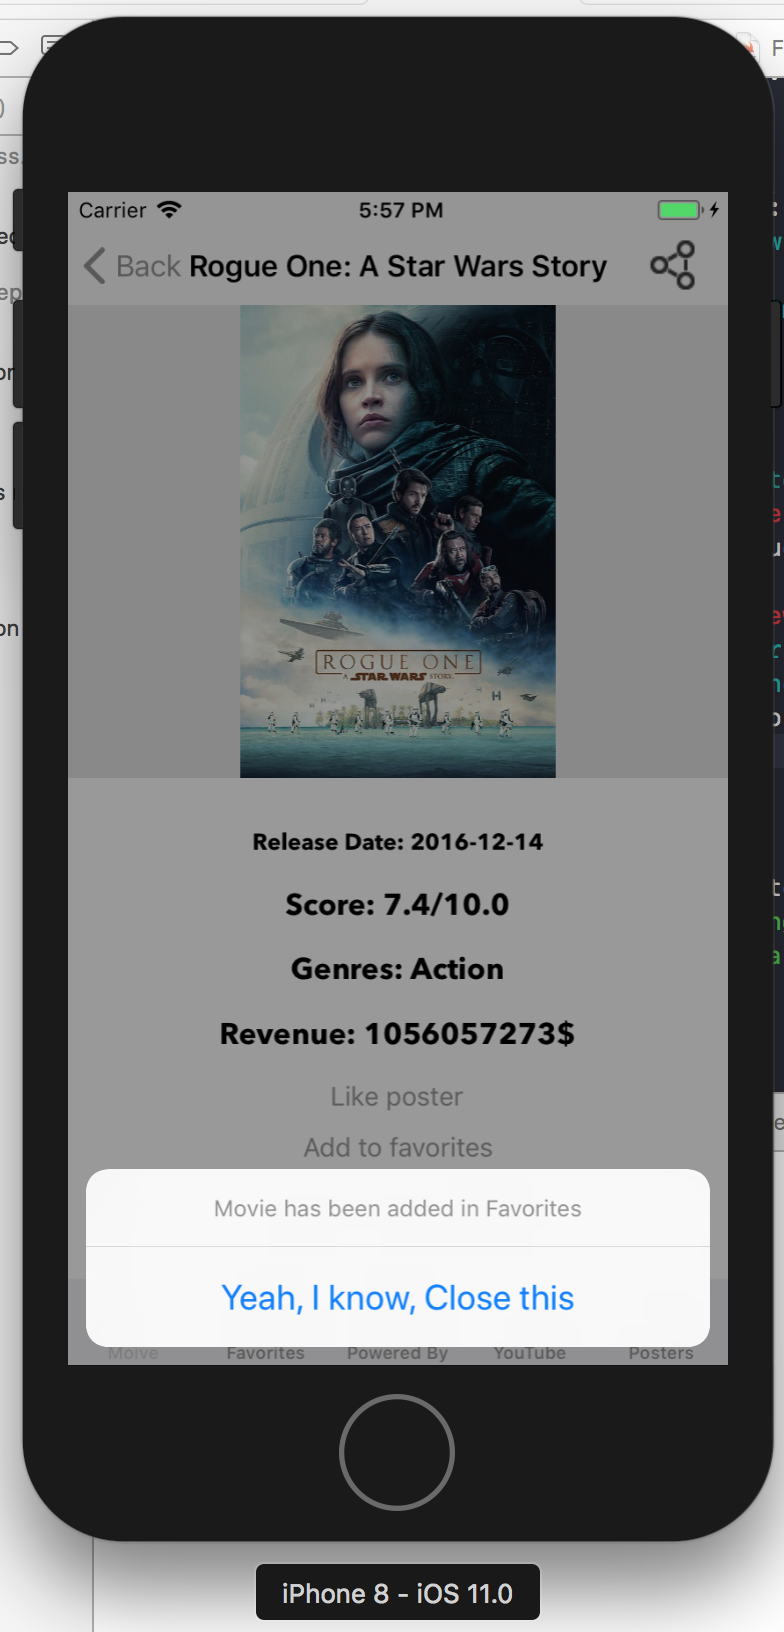 Carrier 5:57 PM
Back Rogue One: A Star Wars Story
ROGUE ONE
A STAR WARS STORY
Release Date: 2016-12-14
Score: 7.4/10.0
Genres: Action
Revenue: 1056057273$
Like poster
Add to favorites
Movie has been added in Favorites
Yeah, I know, Close this
Moive Favorites Powered By YouTube Posters
iPhone 8 - iOS 11.0